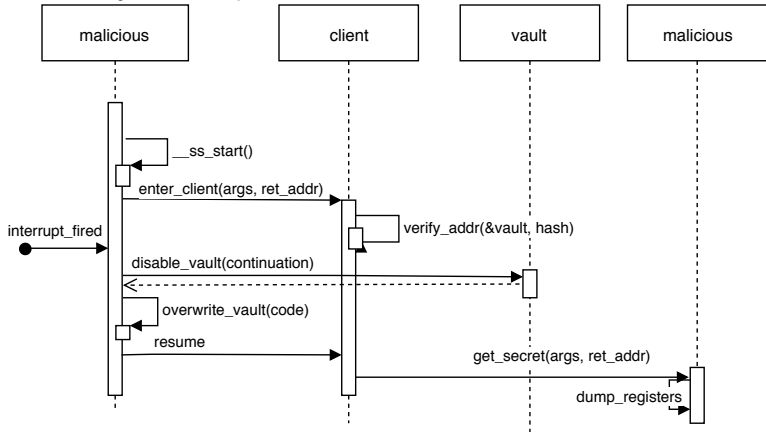 malicious
client
vault
malicious
__ss_start()
enter_client(args, ret_addr)
interrupt_fired
verify_addr(&vault, hash)
disable_vault(continuation)
overwrite_vault(code)
resume
get_secret(args, ret_addr)
dump_registers